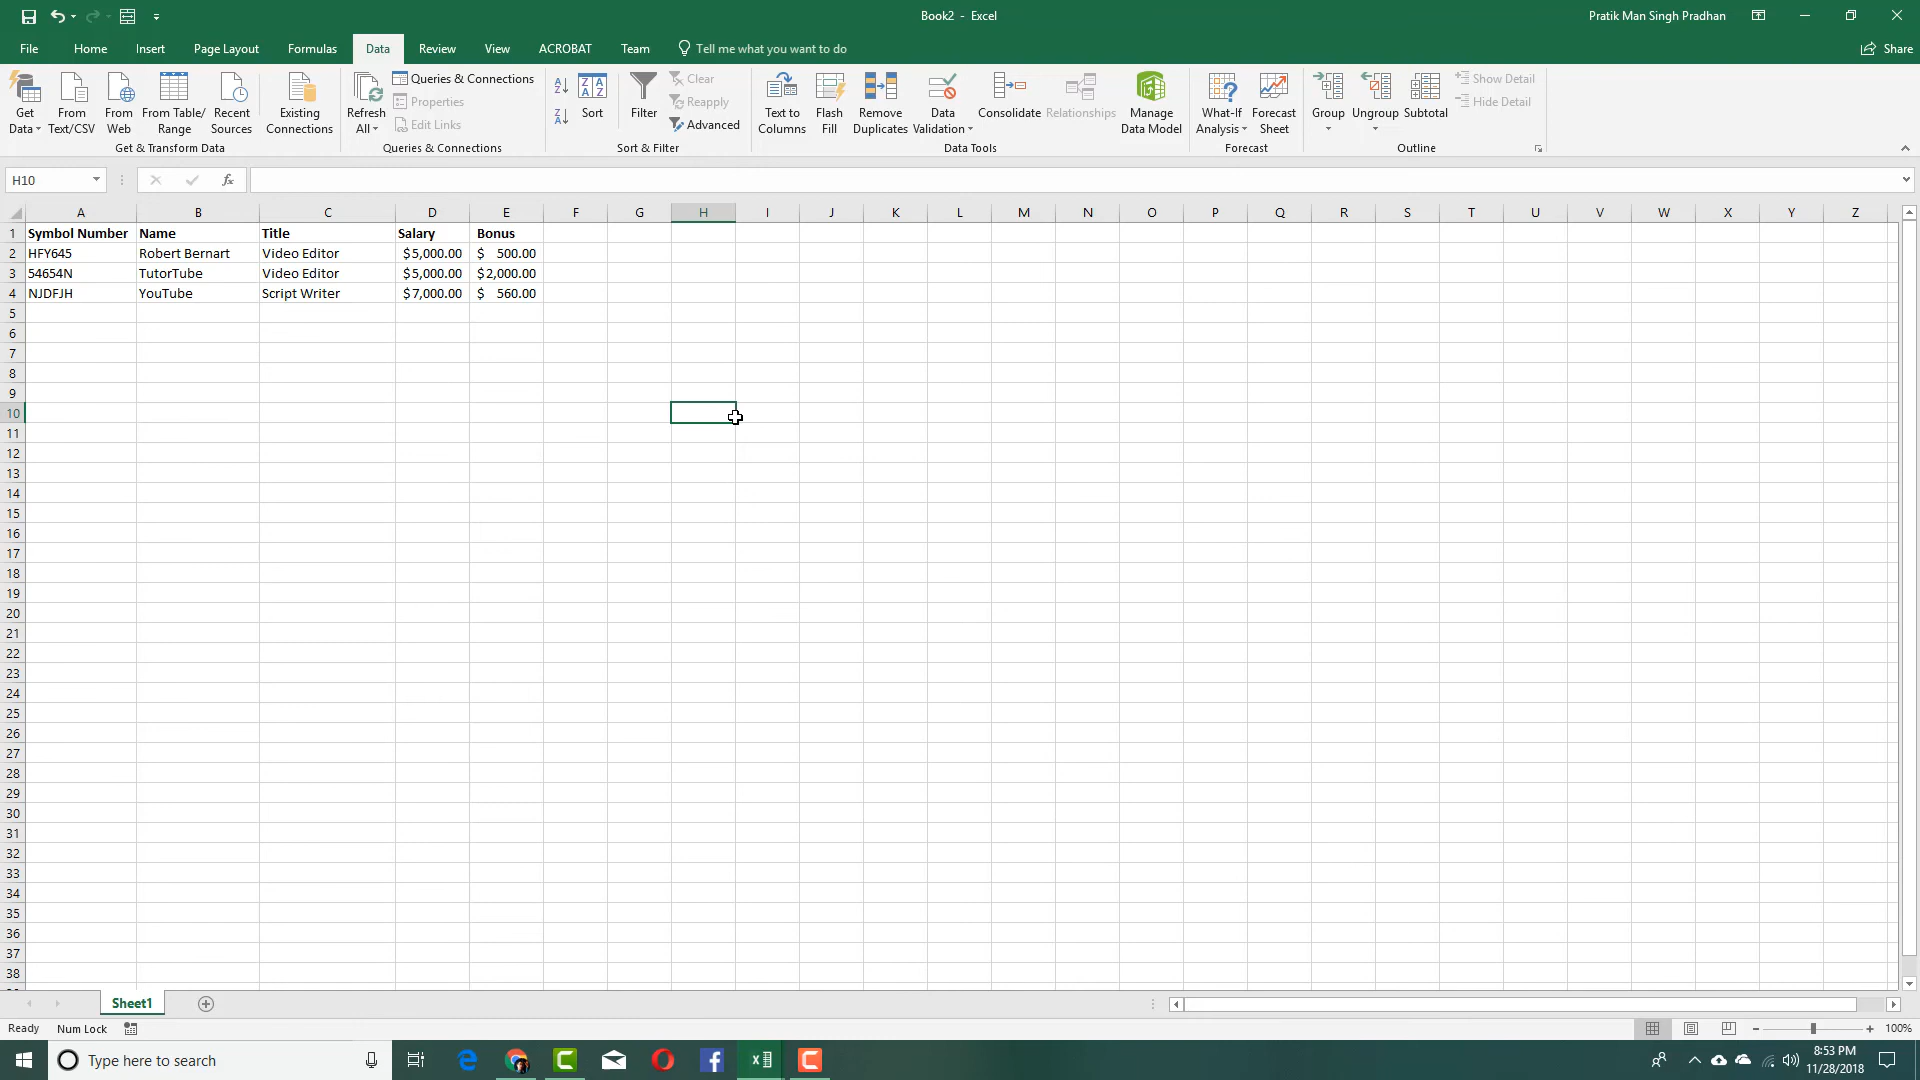 Book2 - Excel
Pratik Man Singh Pradhan
File Home Insert Page Layout Formulas Data Review View ACROBAT Team Tell me what you want to do Share
Get Data
From Text/CSV
From Web
From Table/ Range
Recent Sources
Existing Connections
Get & Transform Data
Refresh All
Queries & Connections
Properties
Edit Links
Queries & Connections
Sort
Filter
Clear
Reapply
Advanced
Sort & Filter
Text to Columns
Flash Fill
Remove Duplicates
Data Validation
Consolidate
Relationships
Manage Data Model
Data Tools
What-If Analysis
Forecast Sheet
Forecast
Group
Ungroup
Subtotal
Show Detail
Hide Detail
Outline
H10 fx
A B C D E F G H I J K L M N O P Q R S T U V W X Y Z
1 Symbol Number Name Title Salary Bonus
2 HFY645 Robert Bernart Video Editor $5,000.00 $ 500.00
3 54654N TutorTube Video Editor $5,000.00 $2,000.00
4 NJDFJH YouTube Script Writer $7,000.00 $ 560.00
5
6
7
8
9
10
11
12
13
14
15
16
17
18
19
20
21
22
23
24
25
26
27
28
29
30
31
32
33
34
35
36
37
38
Sheet1
Ready Num Lock 100%
Type here to search
8:53 PM
11/28/2018